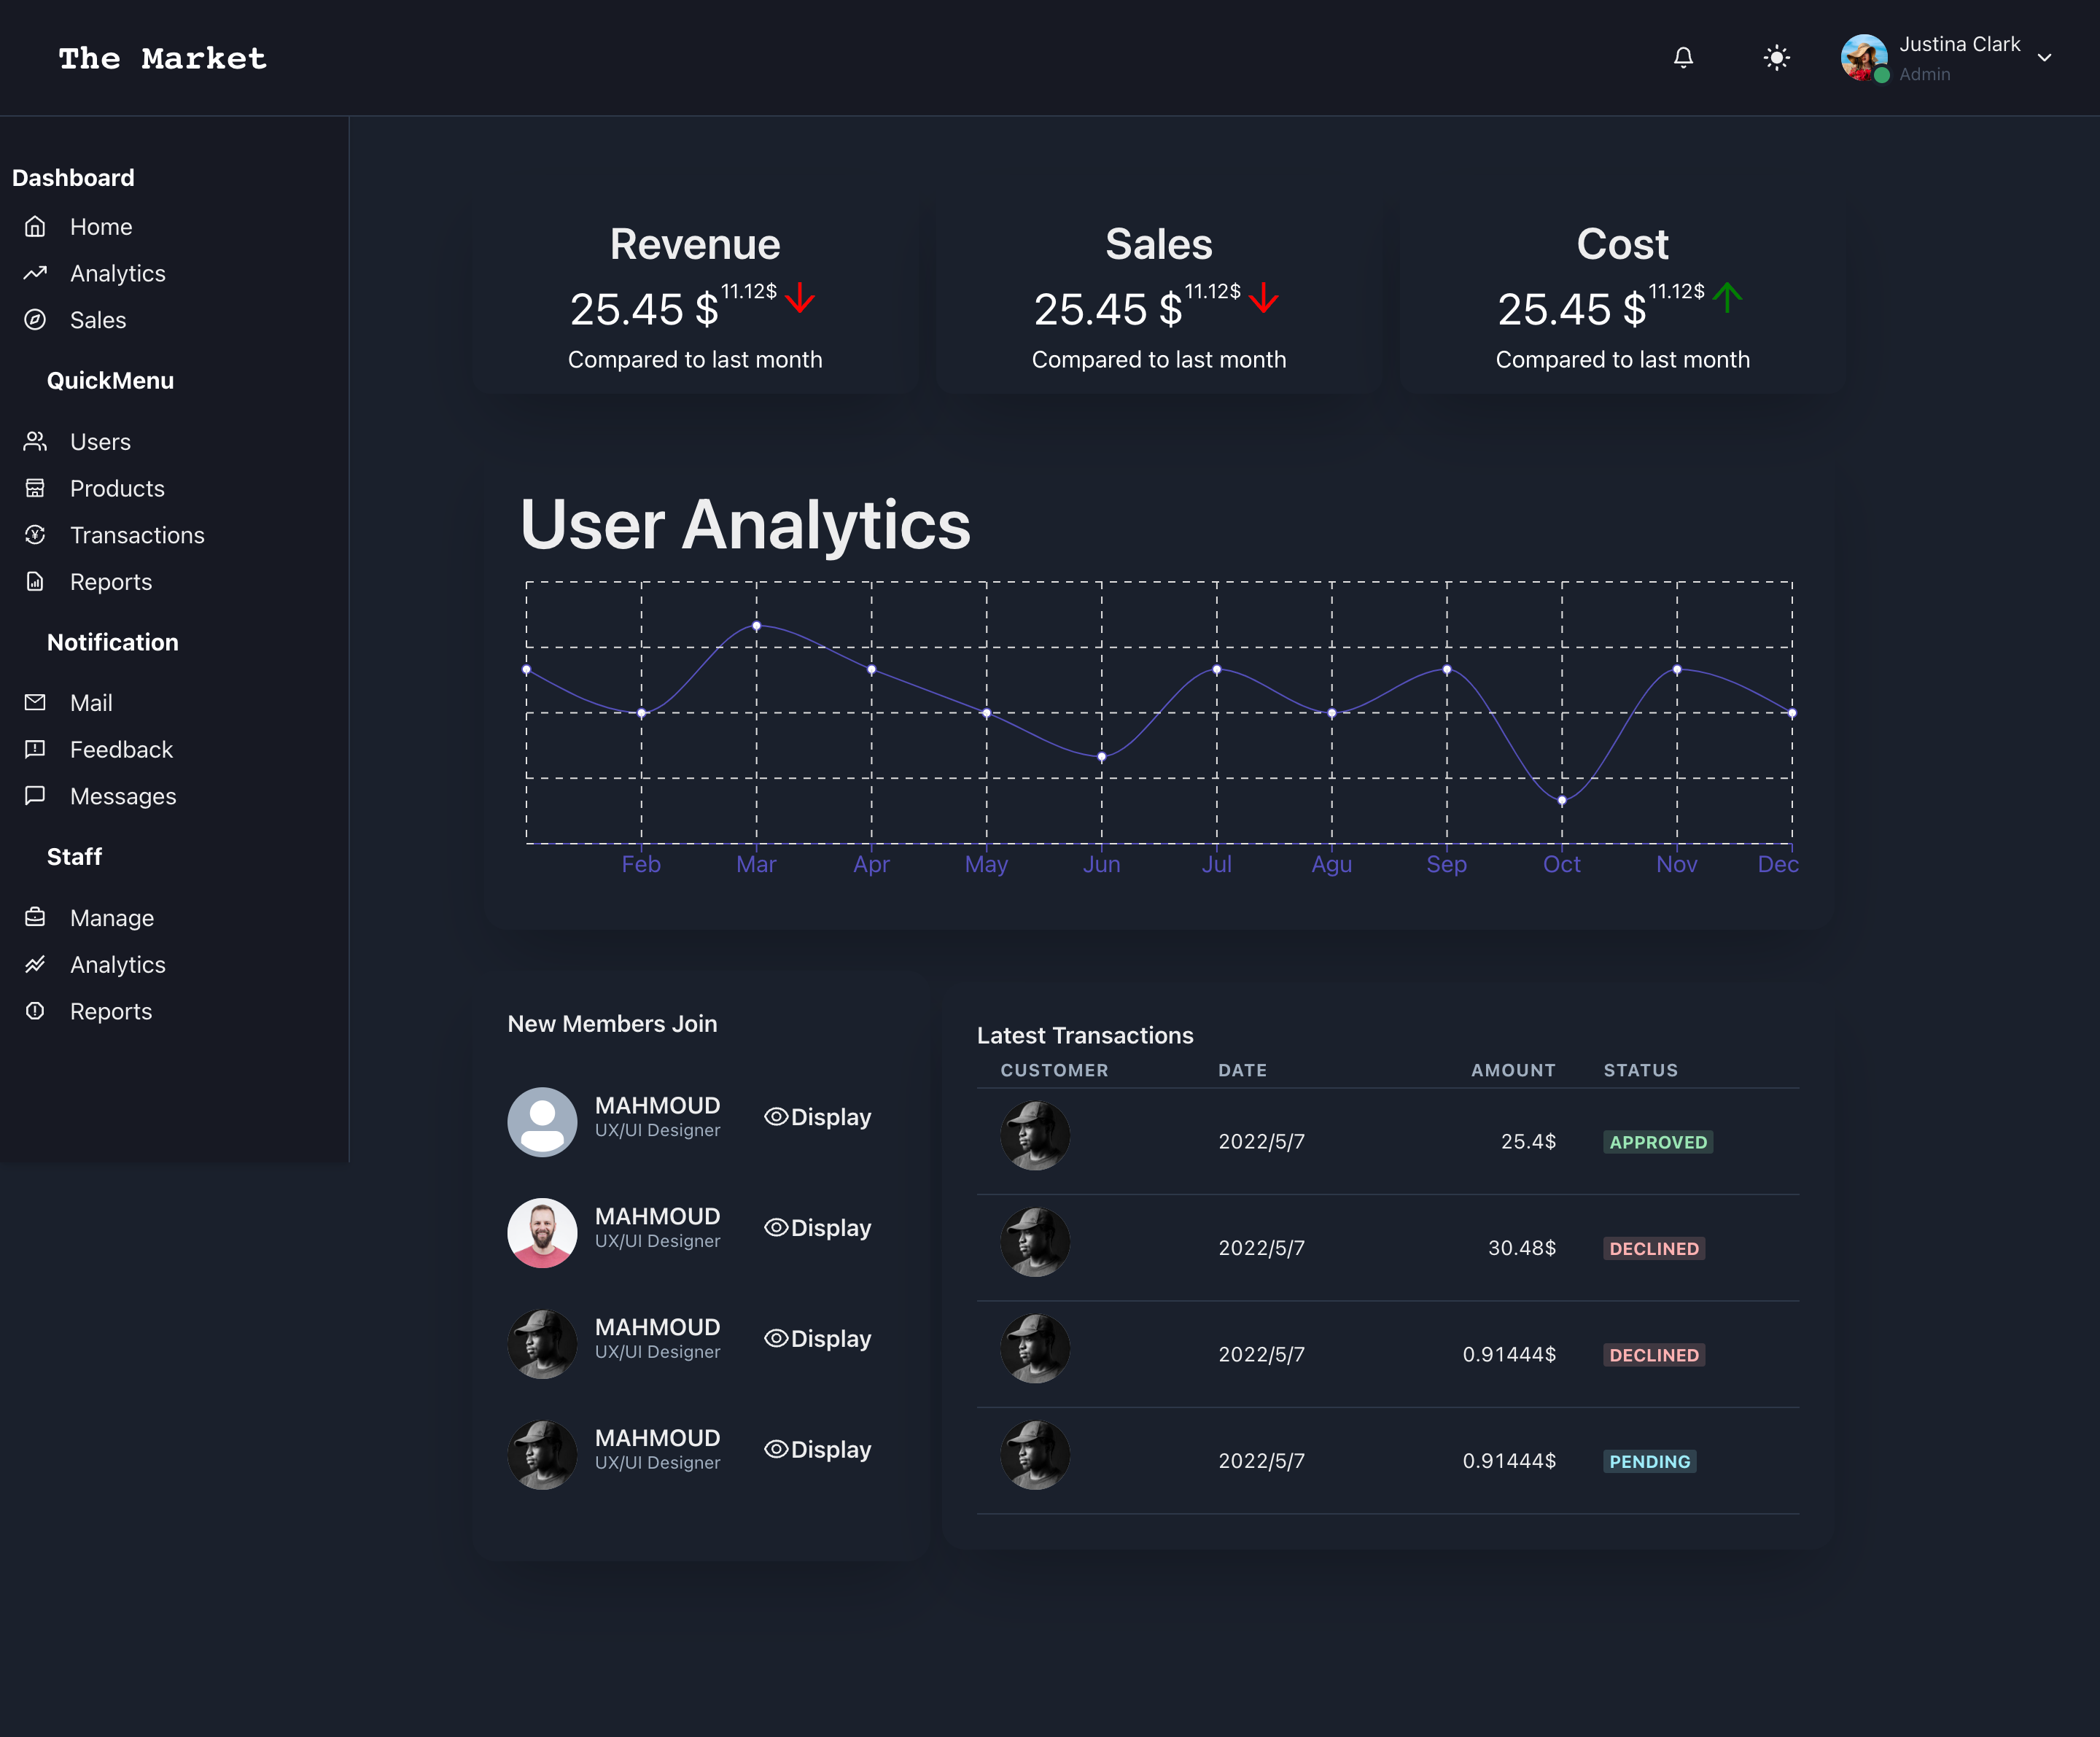 The Market
Justina Clark
Admin
Dashboard
Home
Analytics
Sales
QuickMenu
Users
Products
Transactions
Reports
Notification
Mail
Feedback
Messages
Staff
Manage
Analytics
Reports
Revenue
25.45 $ 11.12$
Compared to last month
Sales
25.45 $ 11.12$
Compared to last month
Cost
25.45 $ 11.12$
Compared to last month
User Analytics
Feb Mar Apr May Jun Jul Agu Sep Oct Nov Dec
New Members Join
MAHMOUD
UX/UI Designer
Display
MAHMOUD
UX/UI Designer
Display
MAHMOUD
UX/UI Designer
Display
MAHMOUD
UX/UI Designer
Display
Latest Transactions
CUSTOMER DATE AMOUNT STATUS
2022/5/7 25.4$ APPROVED
2022/5/7 30.48$ DECLINED
2022/5/7 0.91444$ DECLINED
2022/5/7 0.91444$ PENDING